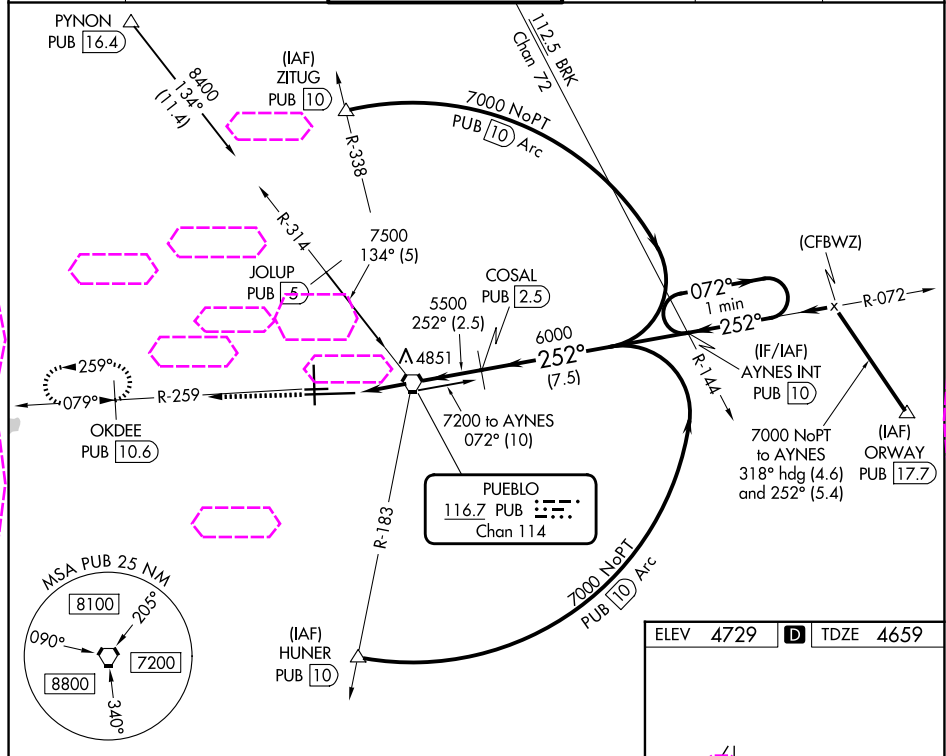 PYNON
PUB 16.4
8400
134°
(11.4)
(IAF)
ZITUG
PUB 10
R-338
7000 NoPT
PUB 10 Arc
112.5 BRK
Chan 72
R-314
7500
134° (5)
JOLUP
PUB 5
COSAL
PUB 2.5
5500
252° (2.5)
6000
252°
(7.5)
4851
072°
1 min
252°
(CFBWZ)
R-072
(IF/IAF)
AYNES INT
PUB 10
R-144
7000 NoPT
to AYNES
318° hdg (4.6)
and 252° (5.4)
(IAF)
ORWAY
PUB 17.7
259°
079°
R-259
OKDEE
PUB 10.6
7200 to AYNES
072° (10)
PUEBLO
116.7 PUB
Chan 114
R-183
7000 NoPT
PUB 10 Arc
(IAF)
HUNER
PUB 10
MSA PUB 25 NM
8100
205°
090°
7200
8800
340°
ELEV 4729 D TDZE 4659